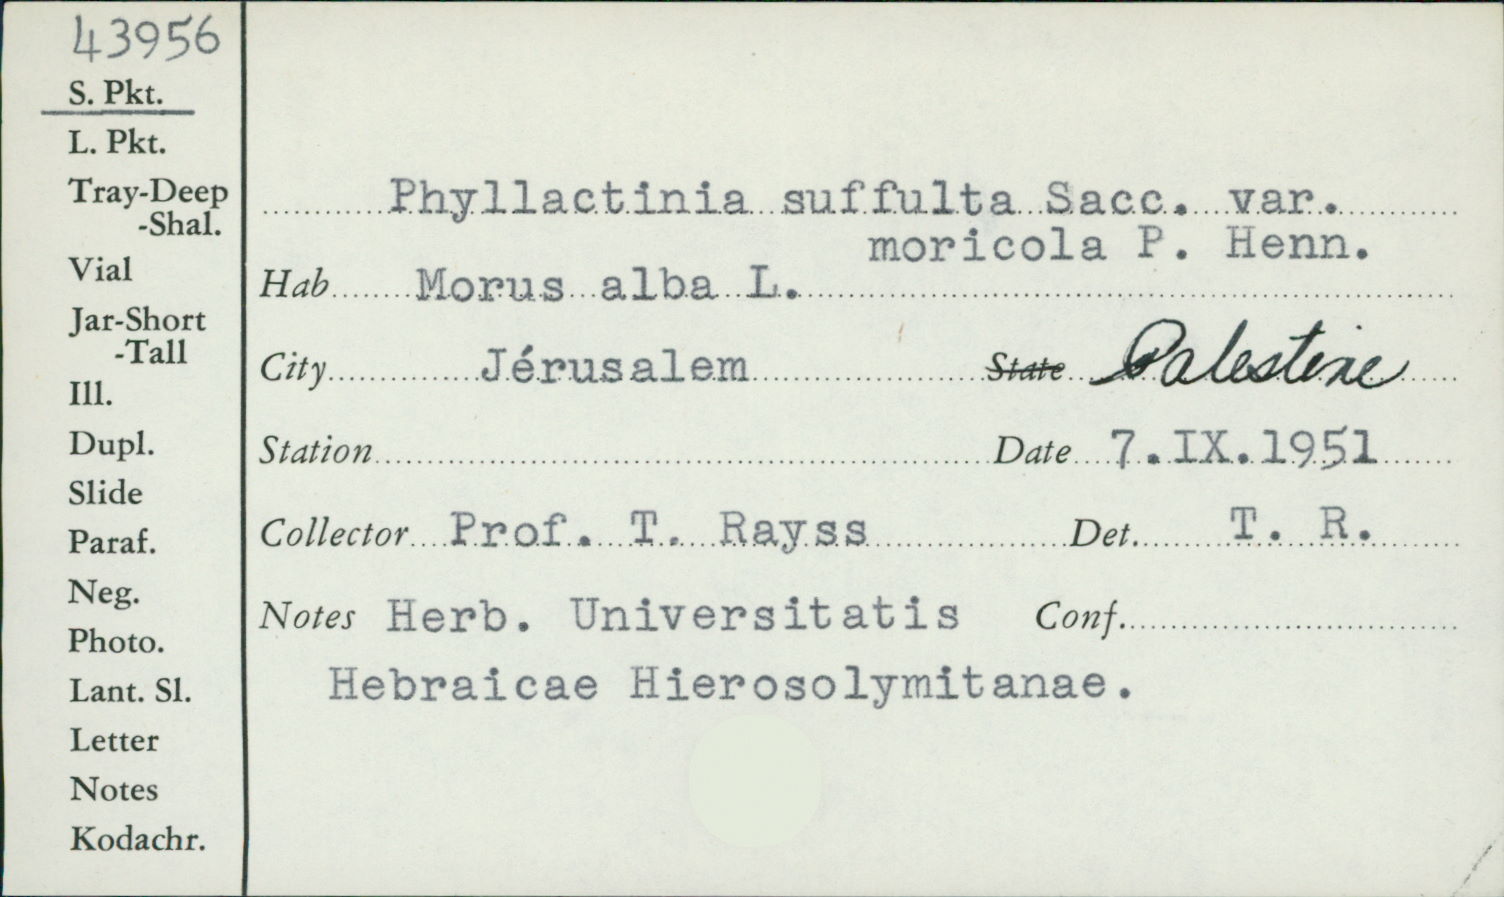 43956
S. Pkt.
L. Pkt.
Tray-Deep
-Shal.
Vial
Jar-Short
-Tall
Ill.
Dupl.
Slide
Paraf.
Neg.
Photo.
Lant. Sl.
Letter
Notes
Kodachr.
Phyllactinia suffulta Sacc. var.
moricola P. Henn.
Hab Morus alba L.
City Jérusalem State Palestine
Station Date 7.IX.1951
Collector Prof. T. Rayss Det. T. R.
Notes Herb. Universitatis Conf.
Hebraicae Hierosolymitanae.